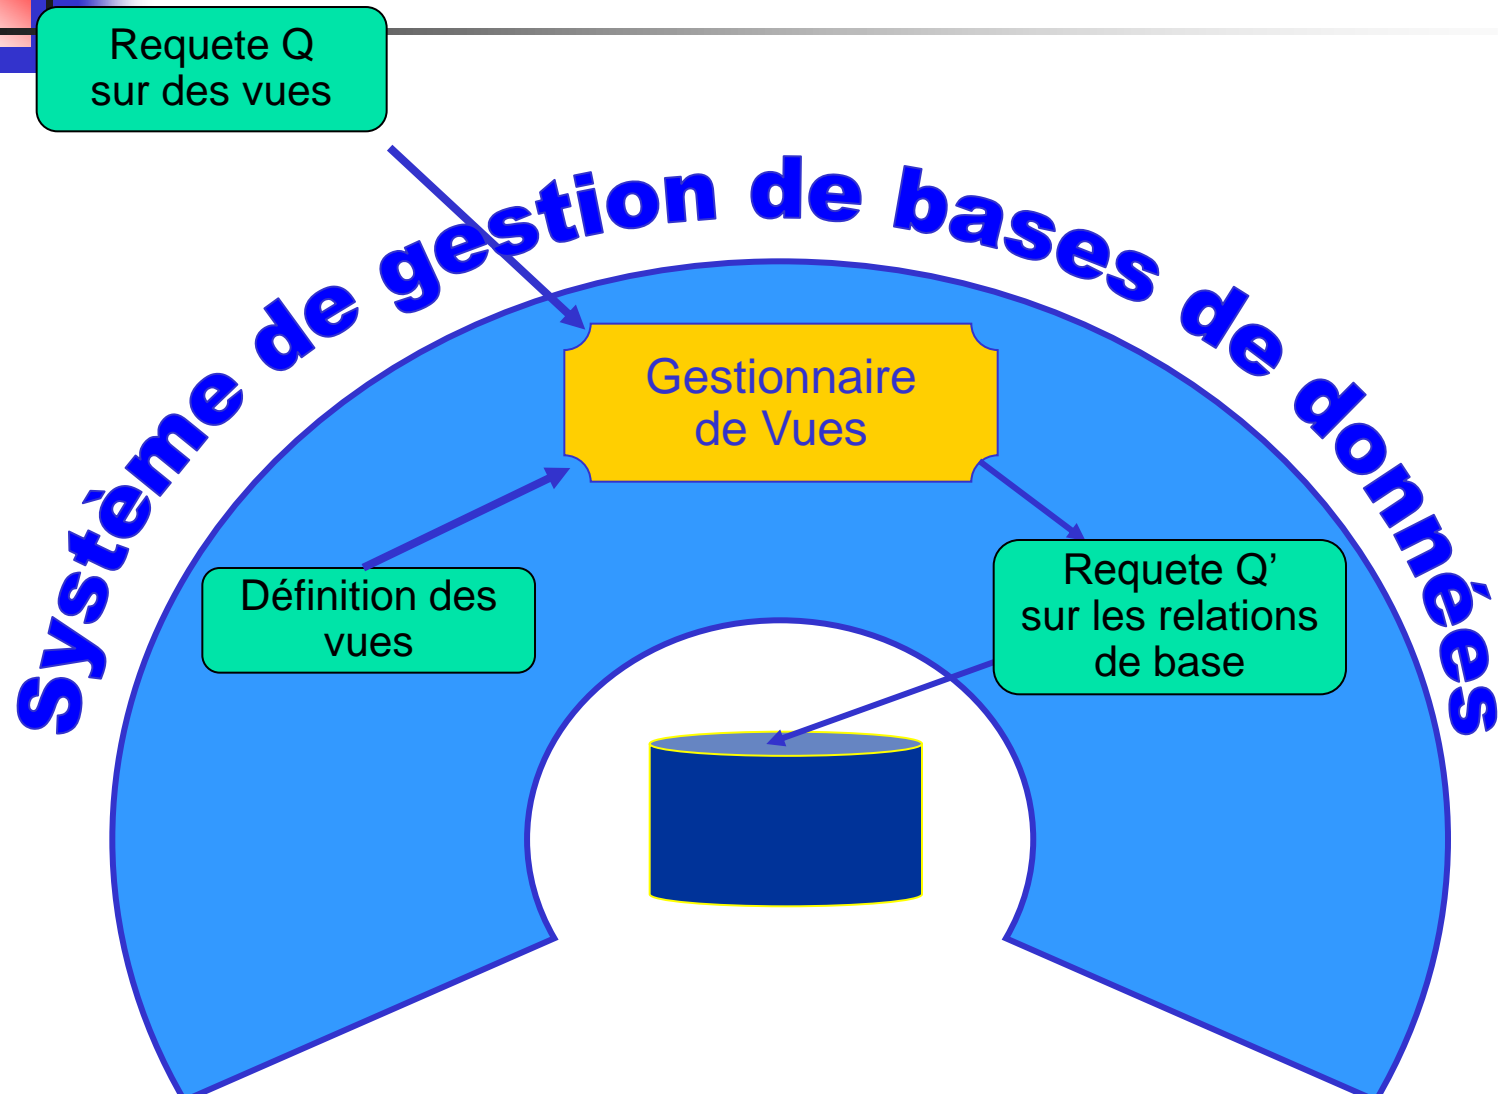 Requete Q
sur des vues
Système de gestion de bases de données
Gestionnaire
de Vues
Définition des
vues
Requete Q’
sur les relations
de base